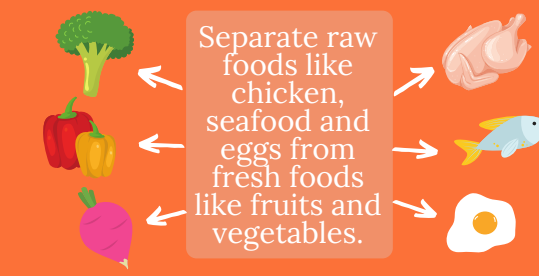 Separate raw
foods like
chicken,
seafood and
eggs from
fresh foods
like fruits and
vegetables.